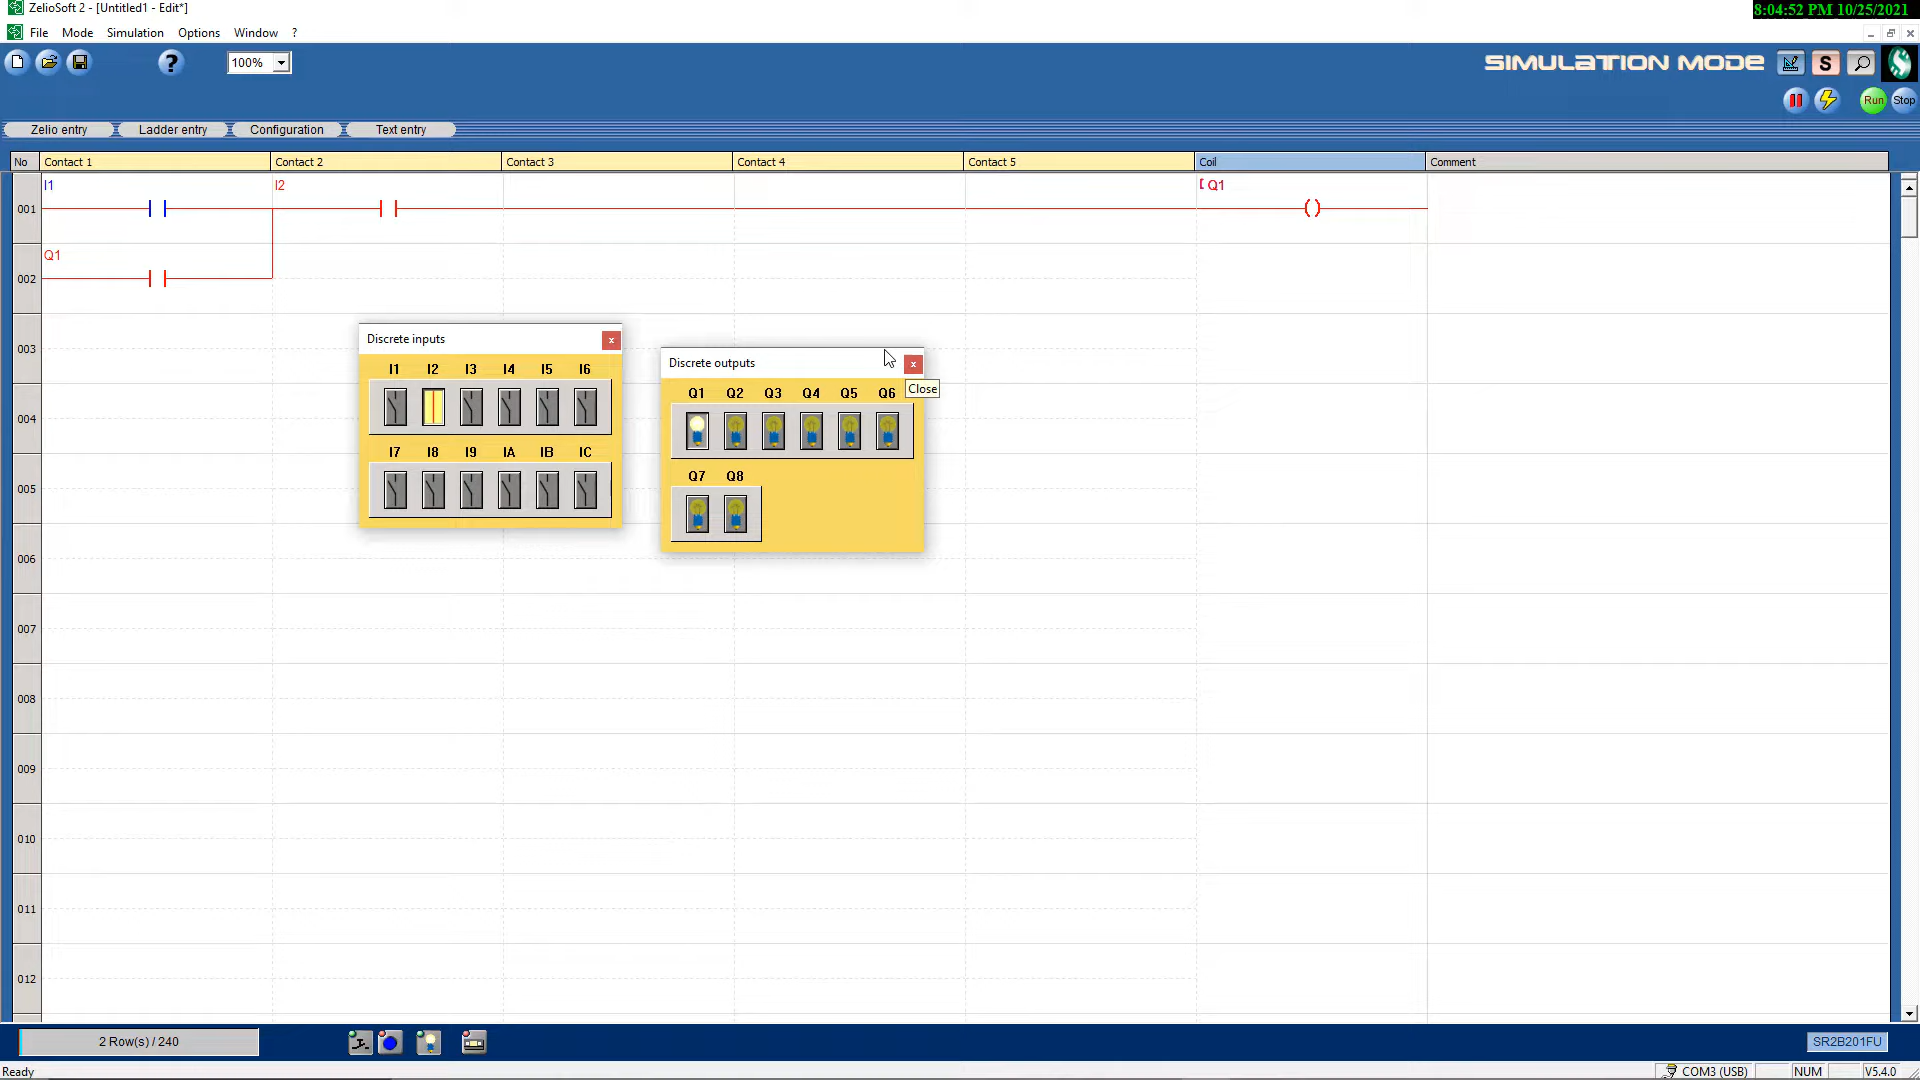 ZelioSoft 2 - [Untitled1 - Edit*]
8:04:52 PM 10/25/2021
File Mode Simulation Options Window ?
? 100% SIMULATION MODE S
Run Stop
Zelio entry Ladder entry Configuration Text entry
No Contact 1 Contact 2 Contact 3 Contact 4 Contact 5 Coil Comment
I1 I2 [ Q1
001
Q1
002
003
004
005
006
007
008
009
010
011
012
Discrete inputs x
I1 I2 I3 I4 I5 I6
I7 I8 I9 IA IB IC
Discrete outputs x
Close
Q1 Q2 Q3 Q4 Q5 Q6
Q7 Q8
2 Row(s) / 240
SR2B201FU
Ready COM3 (USB) NUM V5.4.0